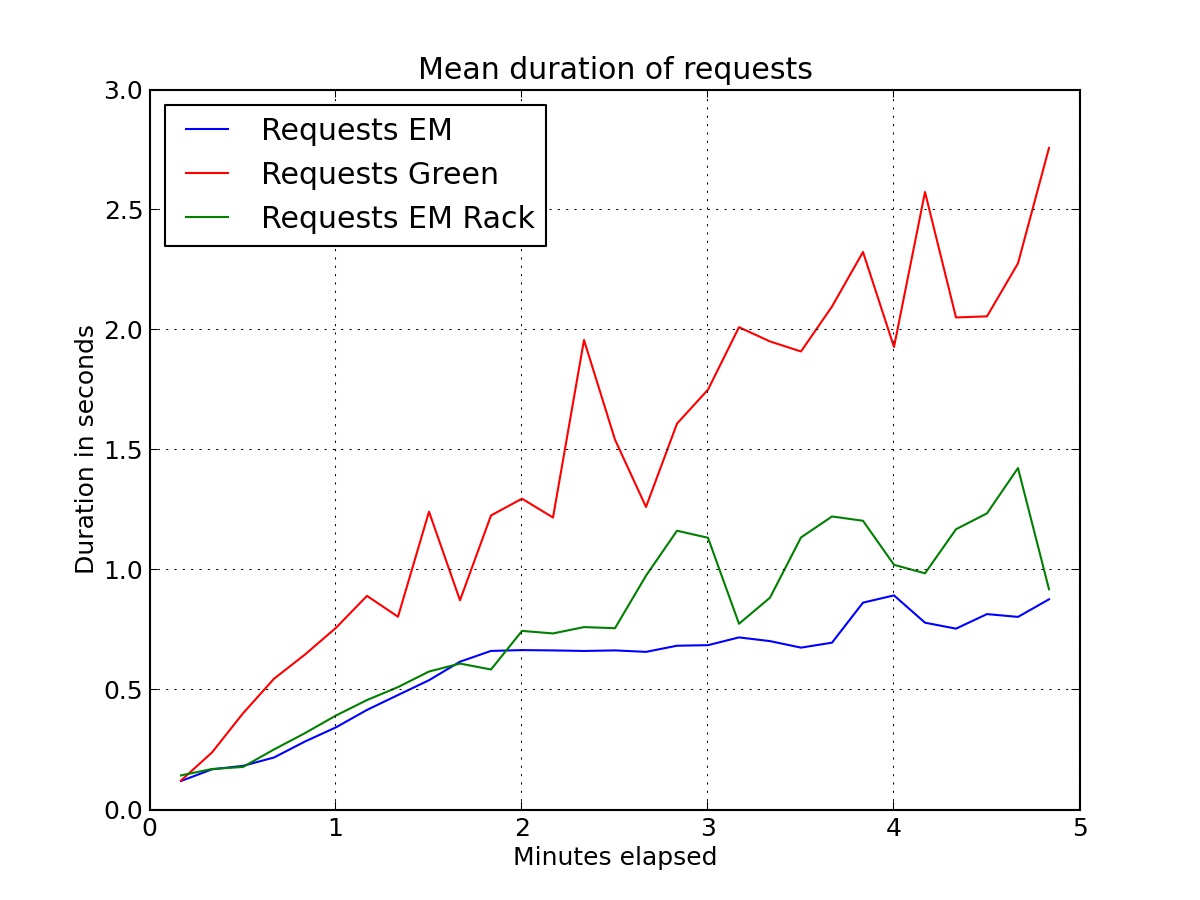 Mean duration of requests
3.0
Requests EM
Requests Green
Requests EM Rack
2.5
2.0
1.5
1.0
0.5
0.0
Duration in seconds
0 1 2 3 4 5
Minutes elapsed